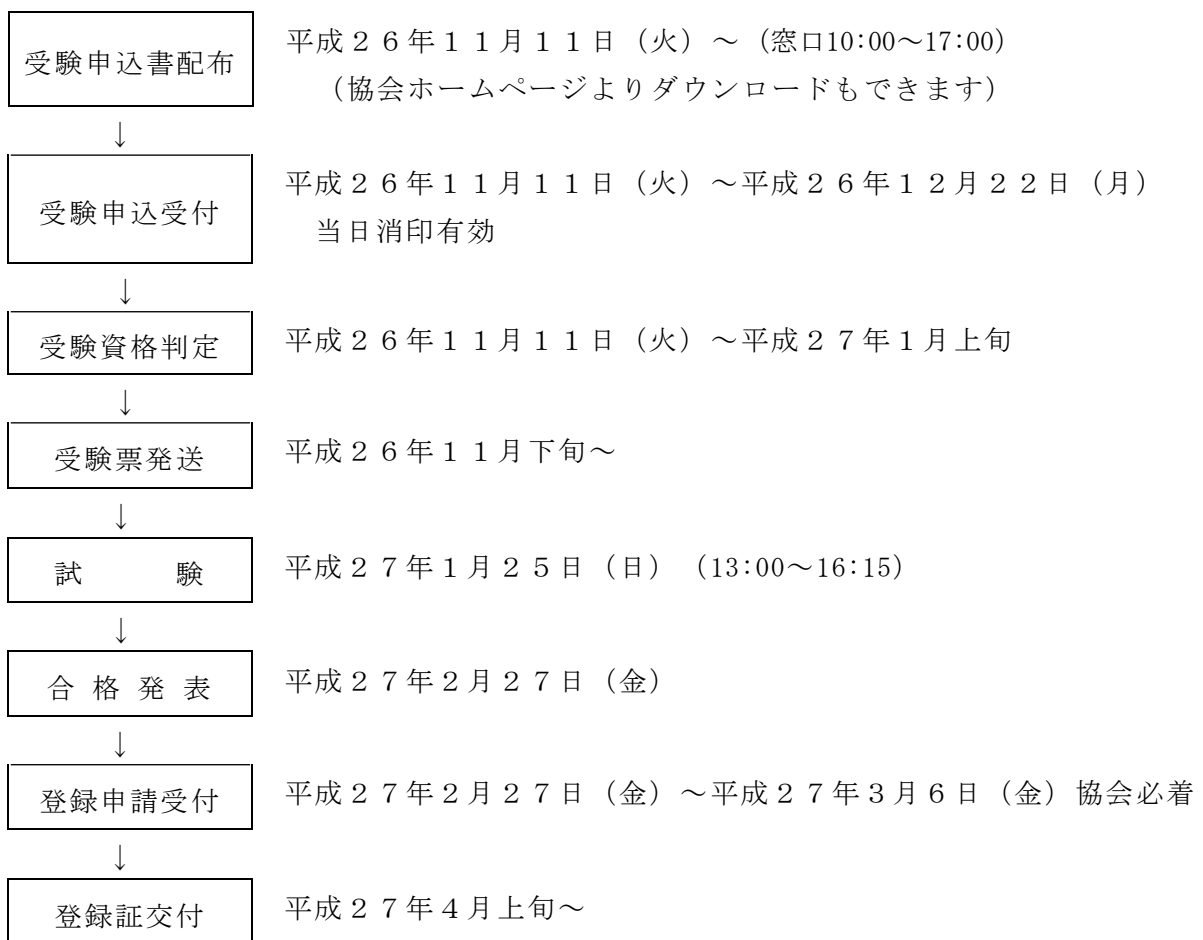 受験申込書配布
平成２６年１１月１１日（火）～（窓口10:00～17:00）
（協会ホームページよりダウンロードもできます）
↓
受験申込受付
平成２６年１１月１１日（火）～平成２６年１２月２２日（月）
当日消印有効
↓
受験資格判定
平成２６年１１月１１日（火）～平成２７年１月上旬
↓
受験票発送
平成２６年１１月下旬～
↓
試　　験
平成２７年１月２５日（日）（13:00～16:15）
↓
合 格 発 表
平成２７年２月２７日（金）
↓
登録申請受付
平成２７年２月２７日（金）～平成２７年３月６日（金）協会必着
↓
登録証交付
平成２７年４月上旬～